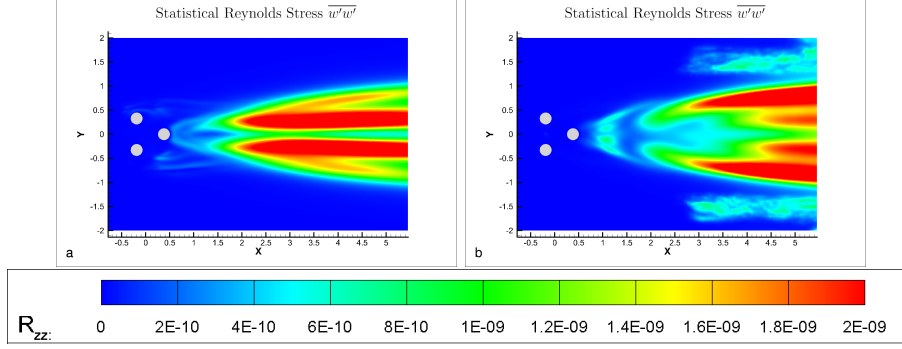 Statistical Reynolds Stress w′w′
2
1.5
1
0.5
0
-0.5
-1
-1.5
-2
Y
-0.5 0 0.5 1 1.5 2 2.5 3 3.5 4 4.5 5
X
a
Statistical Reynolds Stress w′w′
2
1.5
1
0.5
0
-0.5
-1
-1.5
-2
Y
-0.5 0 0.5 1 1.5 2 2.5 3 3.5 4 4.5 5
X
b
Rzz:
0 2E-10 4E-10 6E-10 8E-10 1E-09 1.2E-09 1.4E-09 1.6E-09 1.8E-09 2E-09